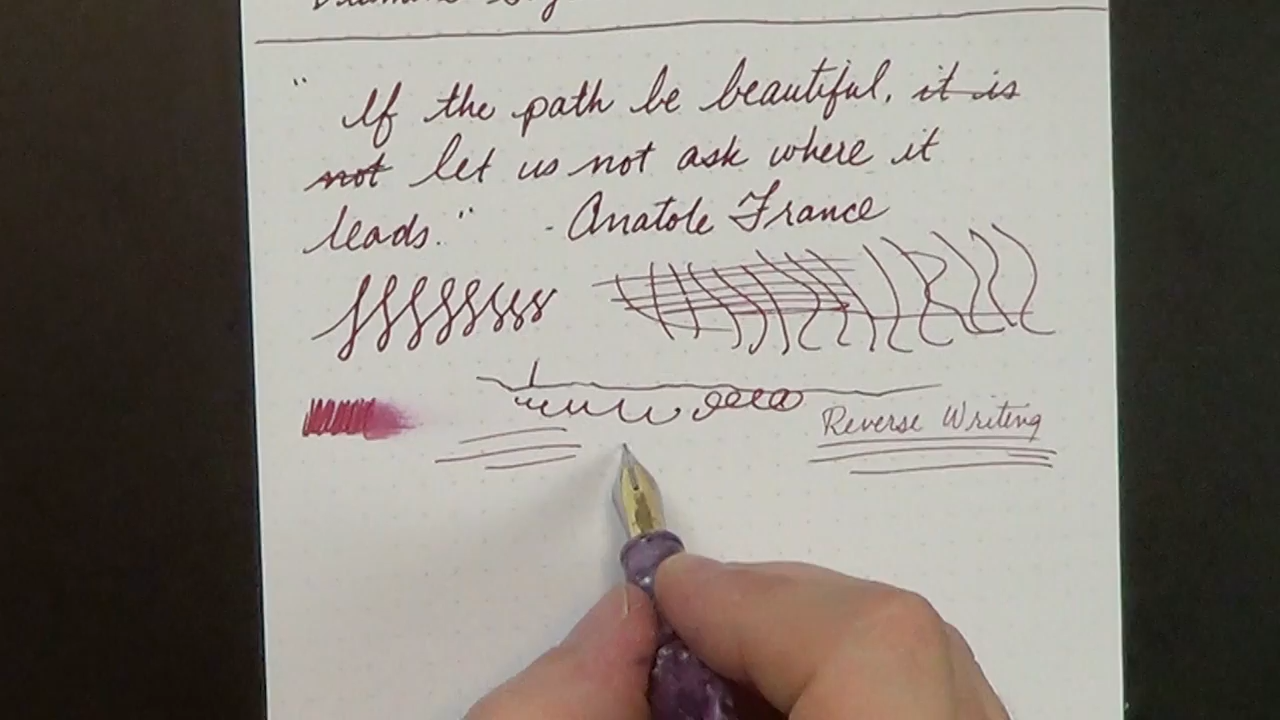 " If the path be beautiful, it is
not let us not ask where it
leads." - Anatole France
Reverse Writing